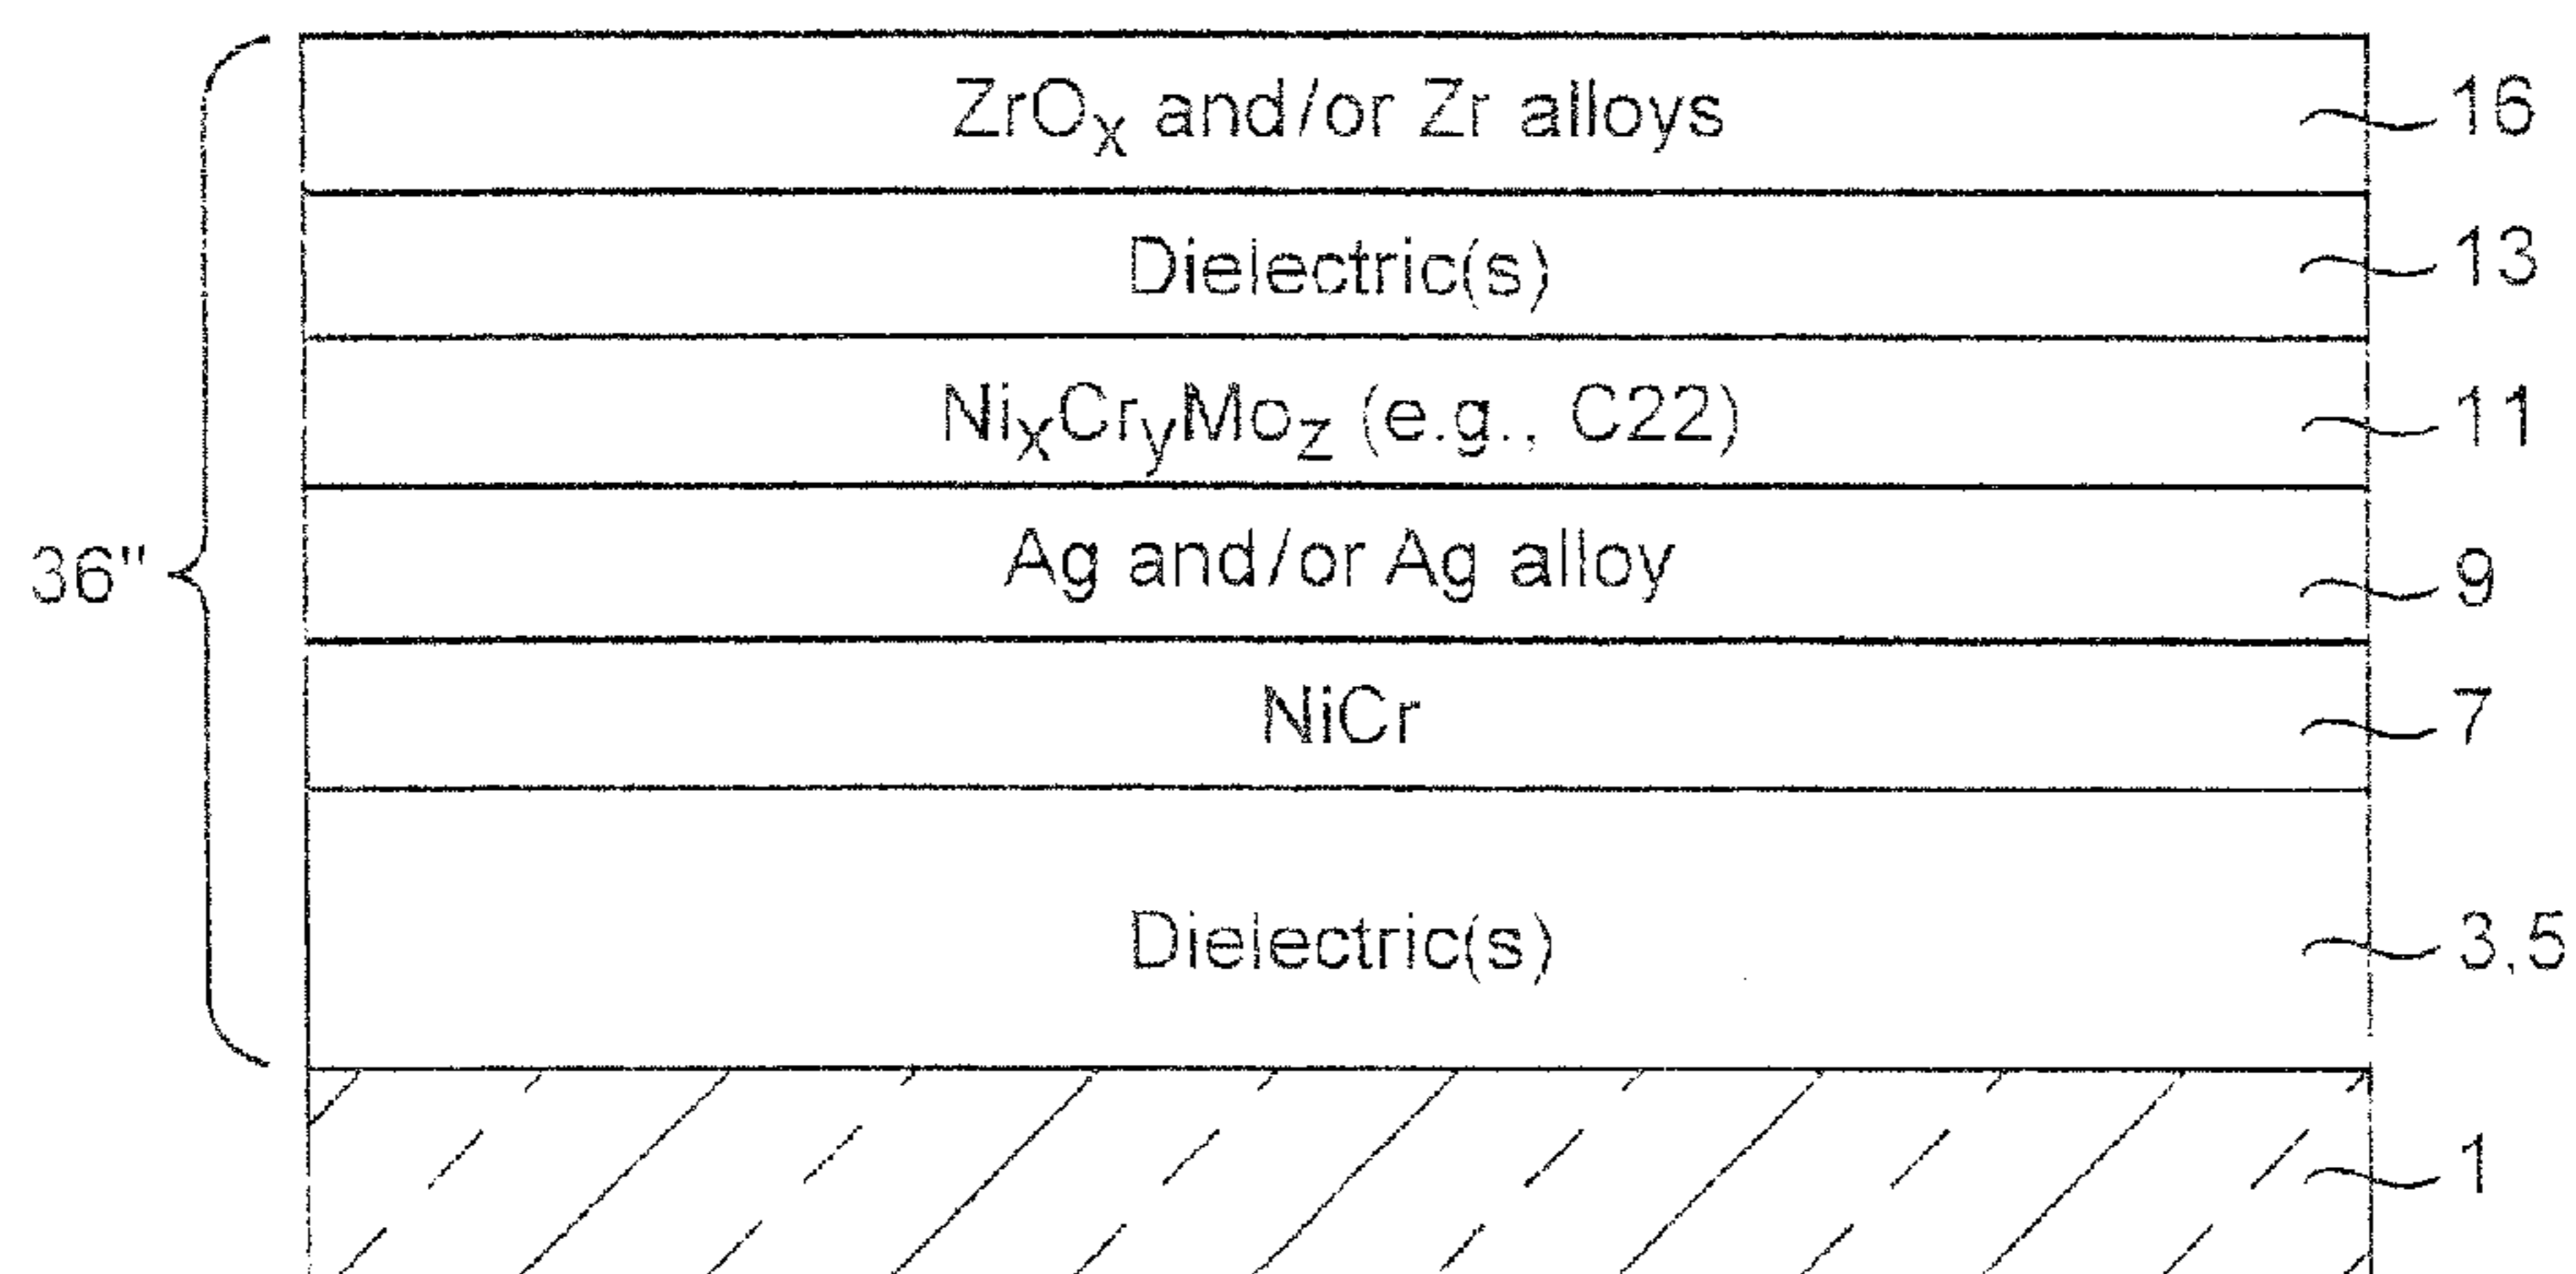 ZrOx and/or Zr alloys 16
Dielectric(s) 13
NixCryMoz (e.g., C22) 11
Ag and/or Ag alloy 9
36"
NiCr 7
Dielectric(s) 3,5
1